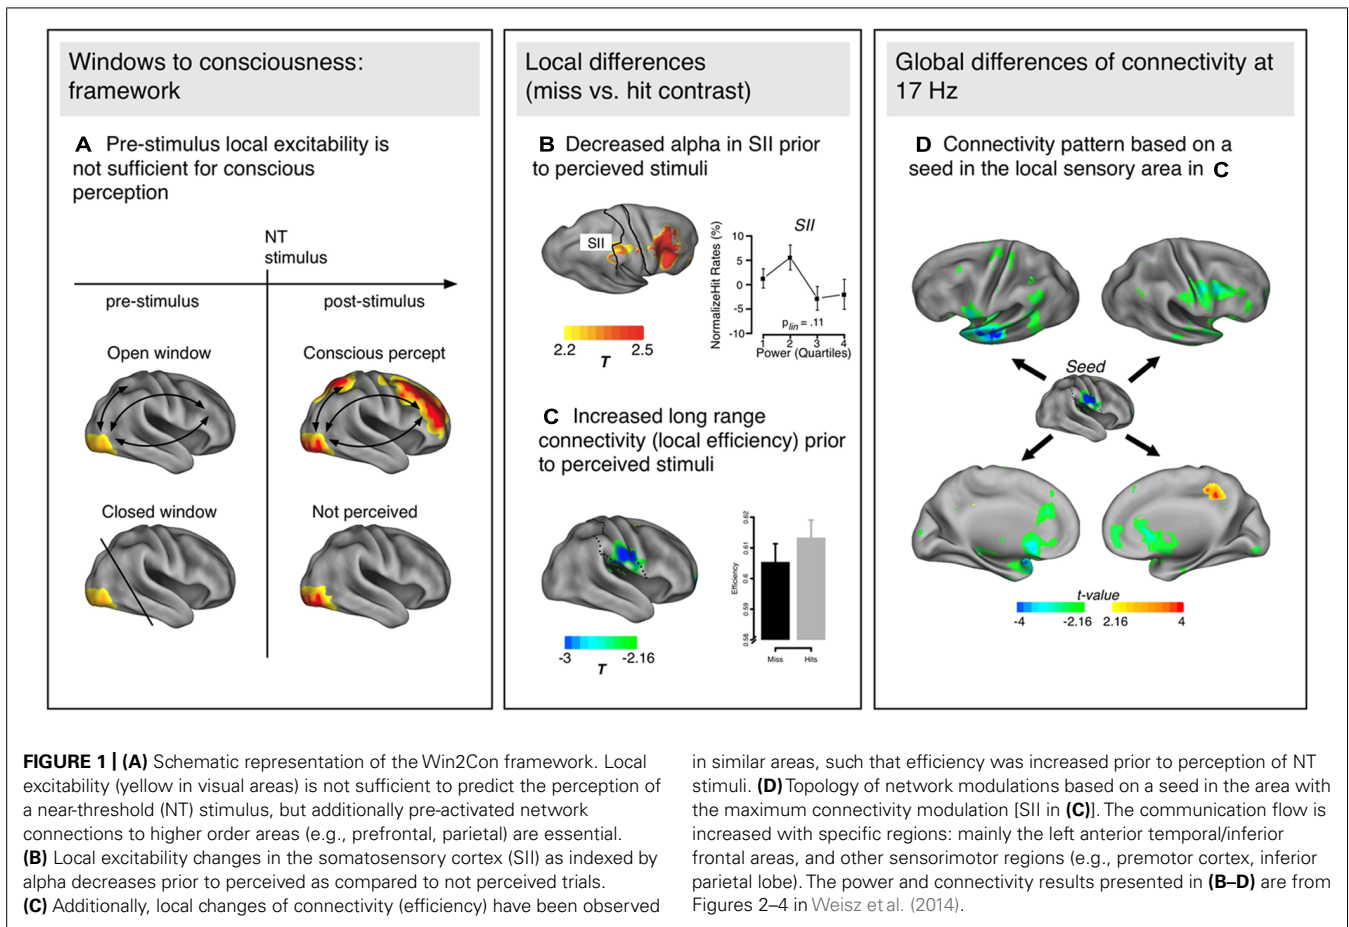 Windows to consciousness:
framework
A Pre-stimulus local excitability is
not sufficient for conscious
perception
NT
stimulus
pre-stimulus
post-stimulus
Open window
Conscious percept
Closed window
Not perceived
Local differences
(miss vs. hit contrast)
B Decreased alpha in SII prior
to percieved stimuli
SII
2.2
2.5
T
SII
NormalizeHit Rates (%)
10
5
0
-5
-10
plin = .11
1 2 3 4
Power (Quartiles)
C Increased long range
connectivity (local efficiency) prior
to perceived stimuli
-3
-2.16
T
Efficiency
0.62
0.61
0.6
0.59
0.58
Miss
Hits
Global differences of connectivity at
17 Hz
D Connectivity pattern based on a
seed in the local sensory area in C
Seed
t-value
-4
-2.16
2.16
4
FIGURE 1 | (A) Schematic representation of the Win2Con framework. Local
excitability (yellow in visual areas) is not sufficient to predict the perception of
a near-threshold (NT) stimulus, but additionally pre-activated network
connections to higher order areas (e.g., prefrontal, parietal) are essential.
(B) Local excitability changes in the somatosensory cortex (SII) as indexed by
alpha decreases prior to perceived as compared to not perceived trials.
(C) Additionally, local changes of connectivity (efficiency) have been observed
in similar areas, such that efficiency was increased prior to perception of NT
stimuli. (D) Topology of network modulations based on a seed in the area with
the maximum connectivity modulation [SII in (C)]. The communication flow is
increased with specific regions: mainly the left anterior temporal/inferior
frontal areas, and other sensorimotor regions (e.g., premotor cortex, inferior
parietal lobe). The power and connectivity results presented in (B–D) are from
Figures 2–4 in Weisz et al. (2014).